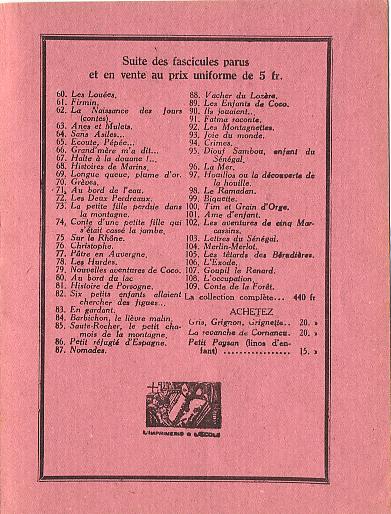 Suite des fascicules parus
et en vente au prix uniforme de 5 fr.
60. Les Louées.
61. Firmin.
62. La Naissance des jours
(contes).
63. Anes et Mulets.
64. Sans Asiles...
65. Ecoute, Pépée...
66. Grand'mère m'a dit...
67. Halte à la douane !...
68. Histoires de Marins.
69. Longue queue, plume d'or.
70. Grèves.
71. Au bord de l'eau.
72. Les Deux Perdreaux.
73. La petite fille perdue dans
la montagne.
74. Conte d'une petite fille qui
s'était cassé la jambe.
75 Sur le Rhône.
76. Christophe.
77. Pâtre en Auvergne.
78. Les Hurdes.
79. Nouvelles aventures de Coco.
80. Au bord du lac
81. Histoire de Porsogne.
82. Six petits enfants allaient
chercher des figues...
83. En gardant.
84. Barbichon, le lièvre malin.
85. Saute-Rocher, le petit cha-
mois de la montagne.
86. Petit réfugié d'Espagne.
87. Nomades.
88. Vacher du Lozère.
89. Les Enfants de Coco.
90. Ils jouaient...
91. Fatma raconte.
92. Les Montagnettes.
93. Joie du monde.
94. Crimes.
95. Diouf Sambou, enfant du
Sénégal.
96. La Mer.
97. Houillos ou la découverte de
la houille.
98. Le Ramadan.
99. Biquette.
100. Tim et Grain d'Orge.
101. Ame d'enfant.
102. Les aventures de cinq Mar-
cassins.
103. Lettres du Sénégal.
104. Merlin-Merlot.
105. Les têtards des Béradières.
106. L'Exode.
107. Goupil le Renard.
108. L'occupation.
109. Conte de la Forêt.
La collection complète... 440 fr
ACHETEZ
Gris, Grignon, Grignette... 20. »
La revanche de Cornancu.. 20. »
Petit Paysan (linos d'en-
fant) .................. 15. »
L'IMPRIMERIE A L'ÉCOLE